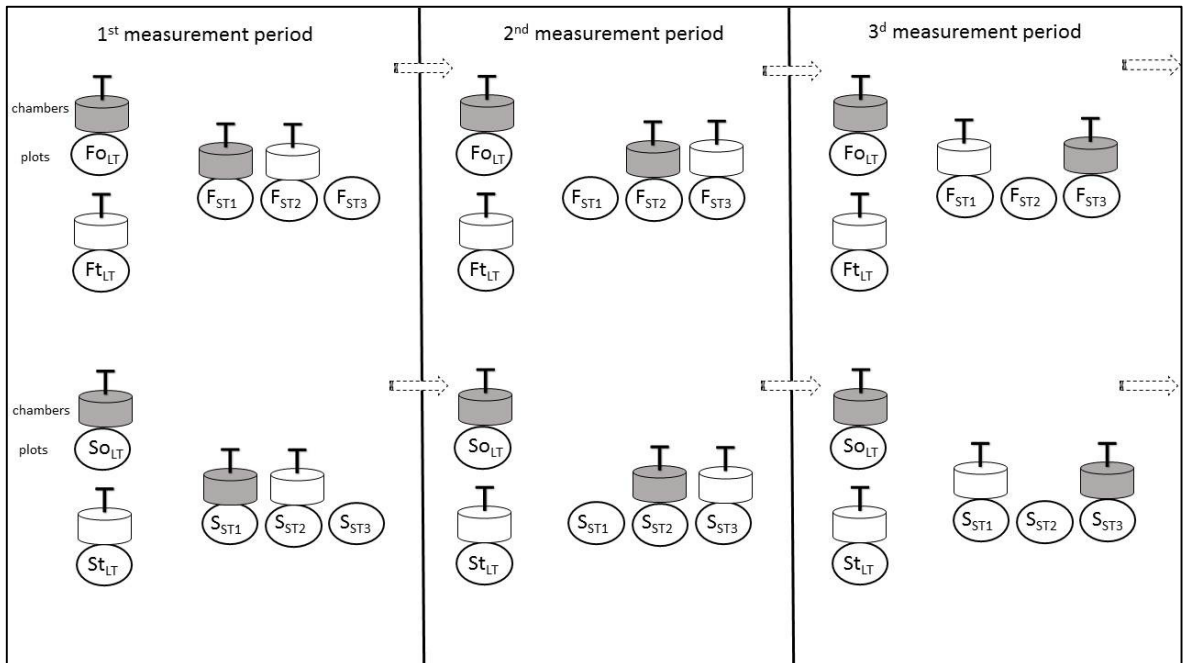 1st measurement period
2nd measurement period
3d measurement period
chambers
plots
FoLT
FST1
FST2
FST3
FtLT
FoLT
FST1
FST2
FST3
FtLT
FoLT
FST1
FST2
FST3
FtLT
chambers
plots
SoLT
SST1
SST2
SST3
StLT
SoLT
SST1
SST2
SST3
StLT
SoLT
SST1
SST2
SST3
StLT